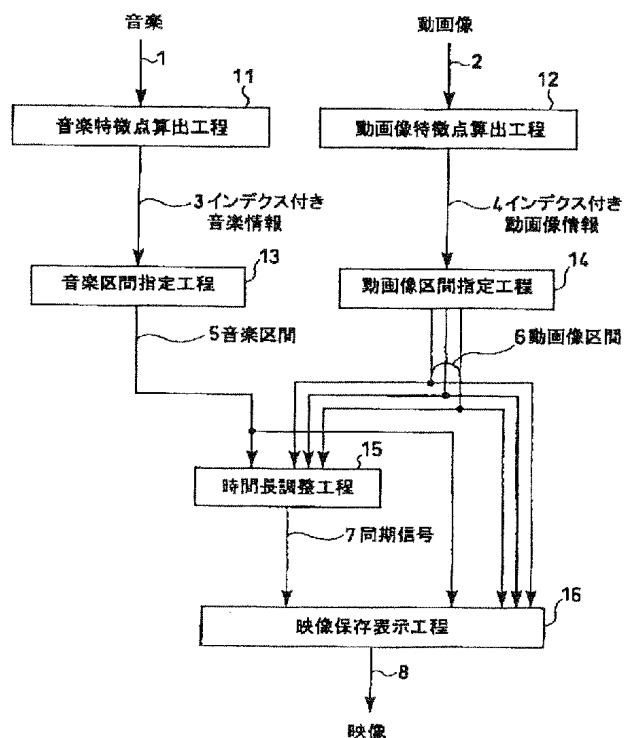 音楽
動画像
1
2
11
12
音楽特徴点算出工程
動画像特徴点算出工程
3 インデクス付き
音楽情報
4 インデクス付き
動画像情報
13
14
音楽区間指定工程
動画像区間指定工程
5 音楽区間
6 動画像区間
15
時間長調整工程
7 同期信号
16
映像保存表示工程
8
映像